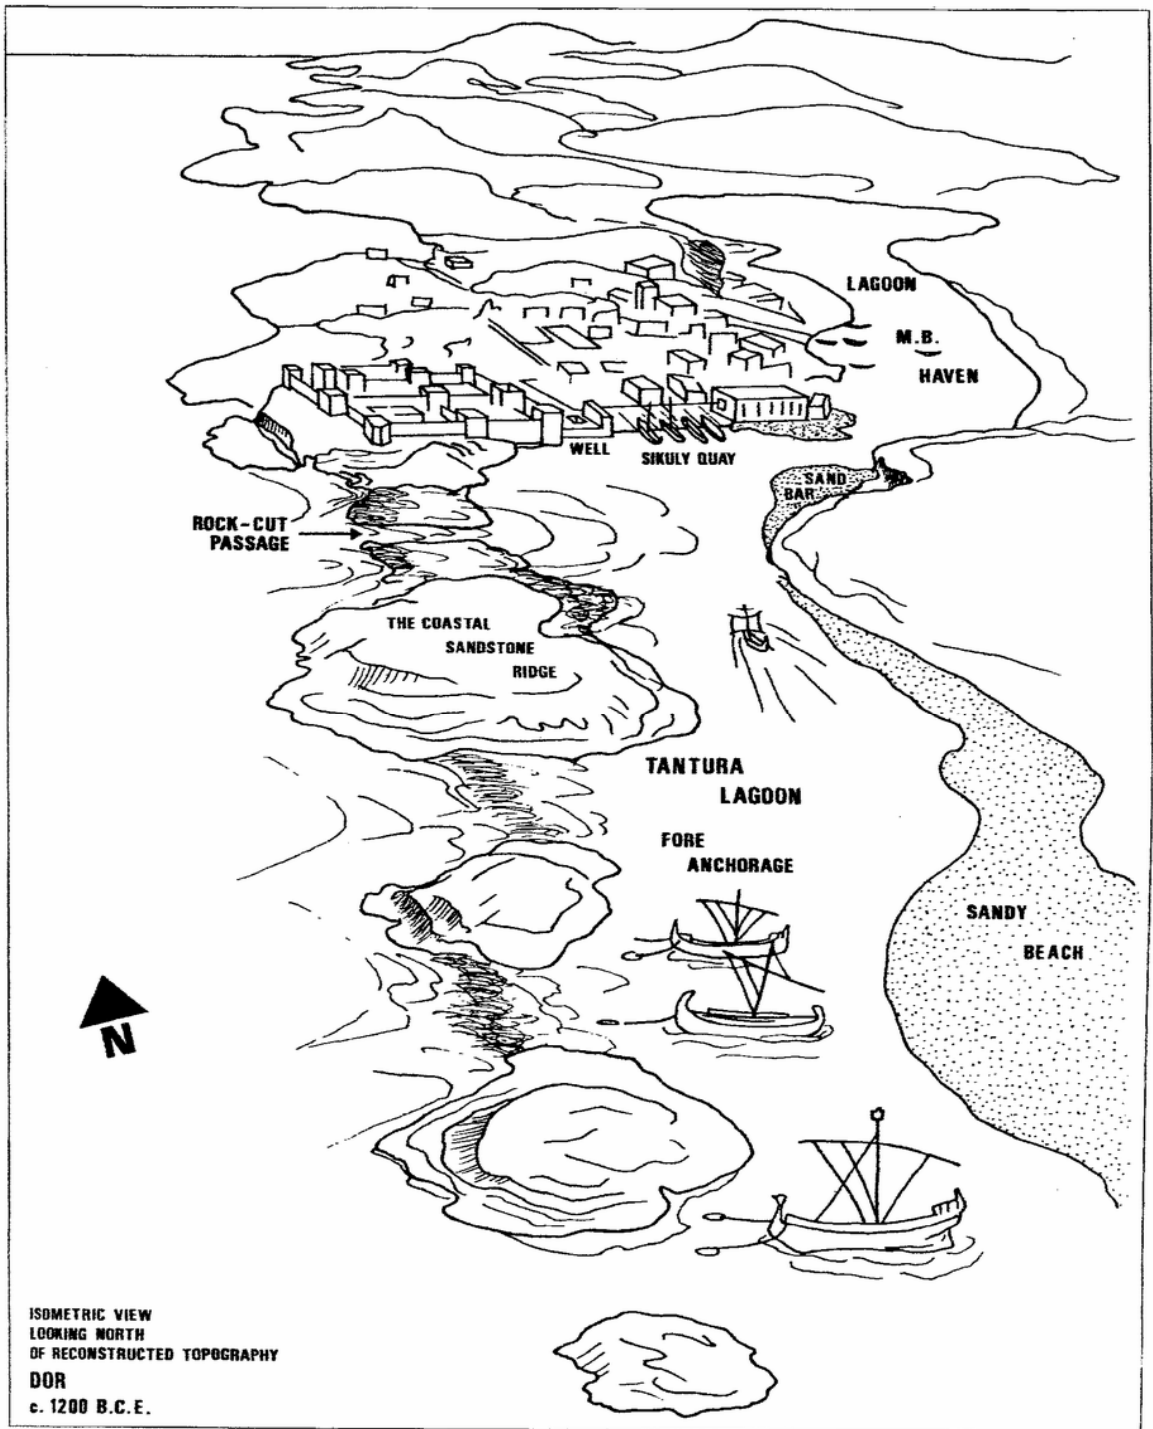 LAGOON
M.B.
HAVEN
WELL
SIKULY QUAY
SAND
BAR
ROCK-CUT
PASSAGE
THE COASTAL
SANDSTONE
RIDGE
TANTURA
LAGOON
FORE
ANCHORAGE
SANDY
BEACH
N
ISOMETRIC VIEW
LOOKING NORTH
OF RECONSTRUCTED TOPOGRAPHY
DOR
c. 1200 B.C.E.